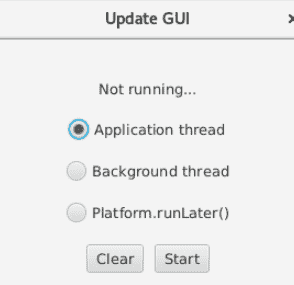 Update GUI
Not running...
Application thread
Background thread
Platform.runLater()
Clear Start